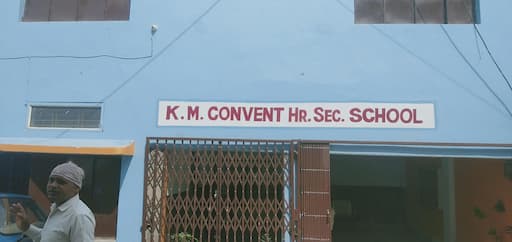 K.M. CONVENT HR. SEC. SCHOOL